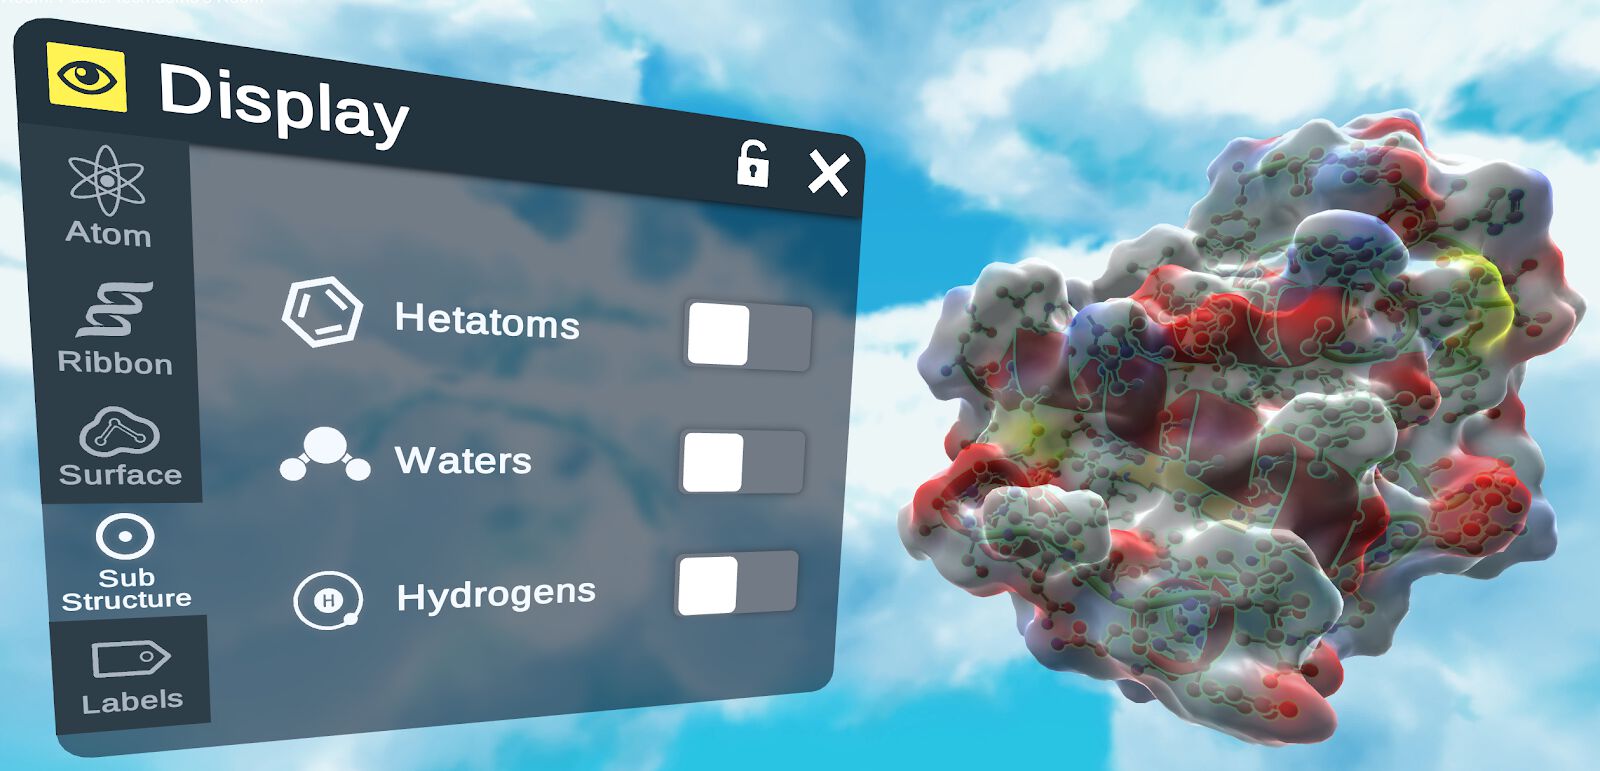 Display
Atom
Ribbon
Surface
Sub
Structure
Labels
Hetatoms
Waters
H Hydrogens